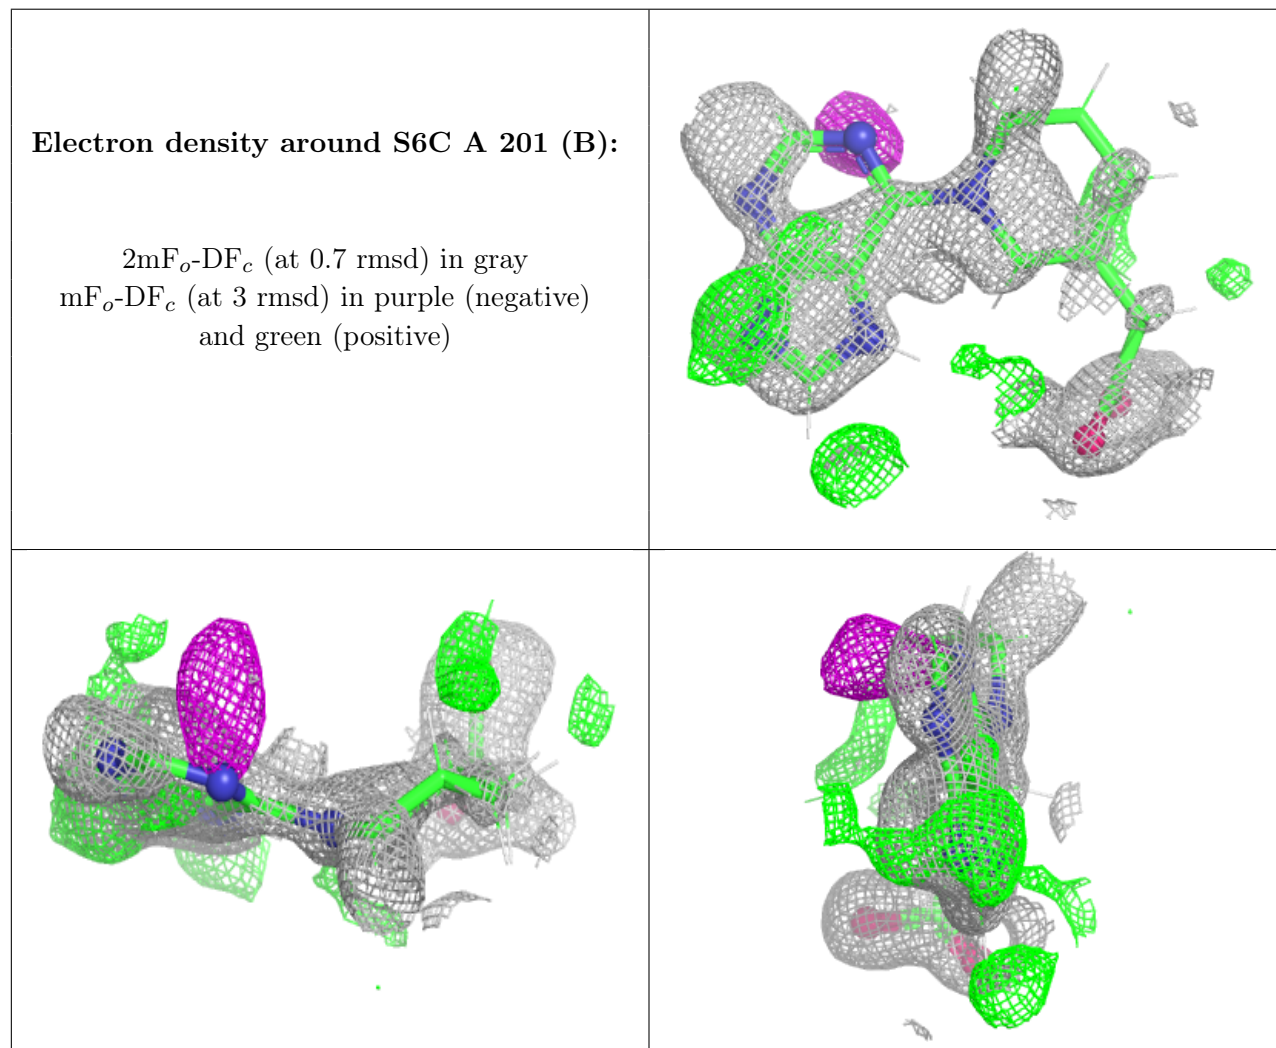 Electron density around S6C A 201 (B):
2mFo-DFc (at 0.7 rmsd) in gray
mFo-DFc (at 3 rmsd) in purple (negative)
and green (positive)